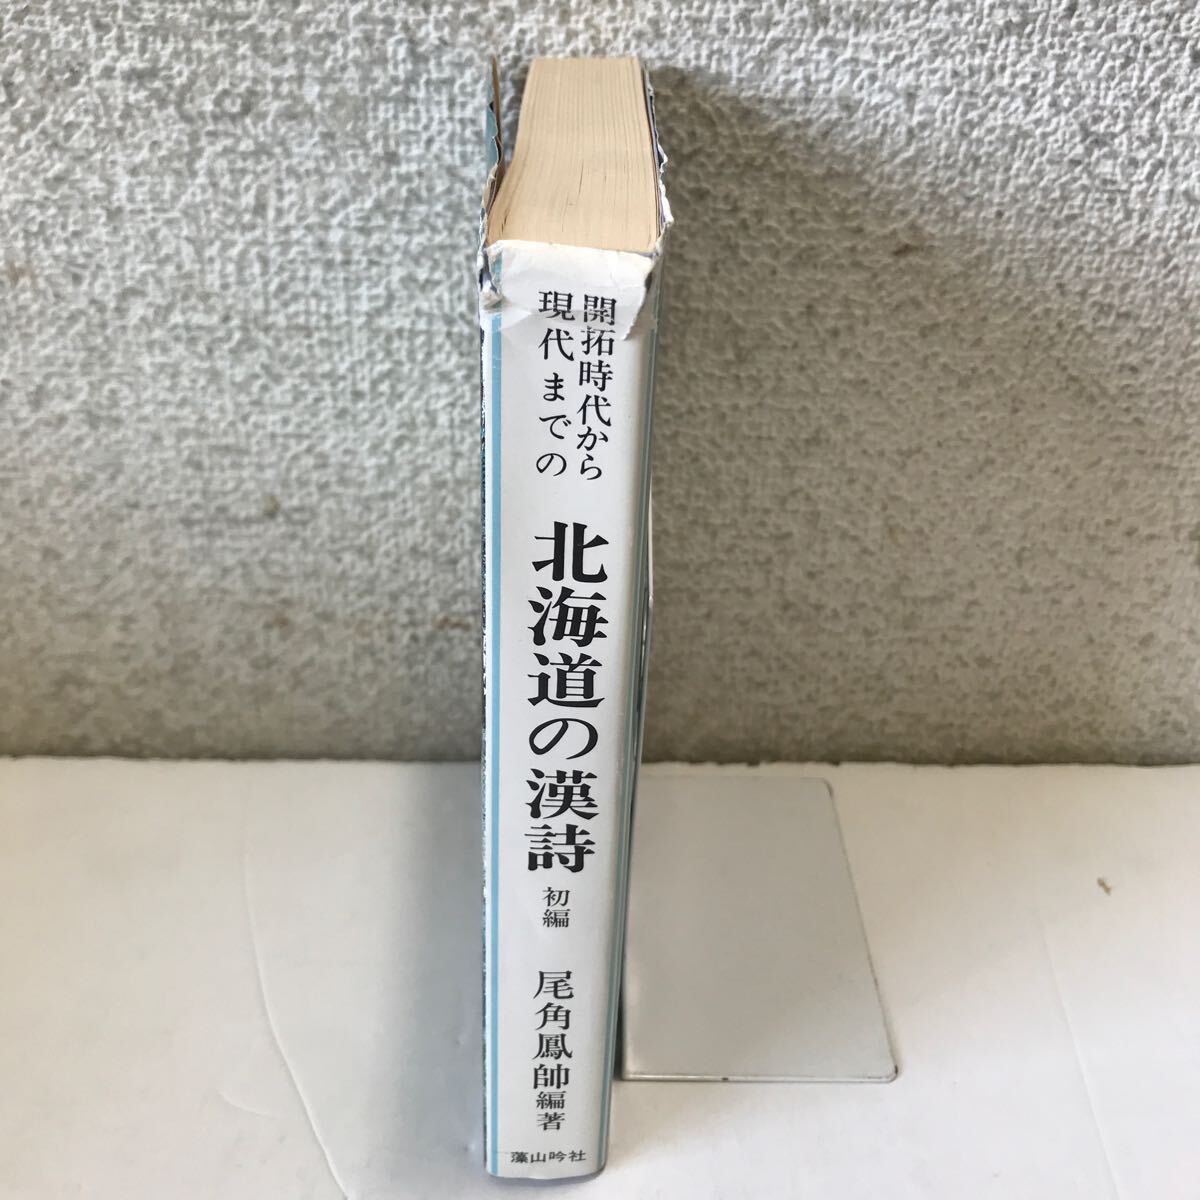 開拓時代から
現代までの
北海道の漢詩
初編
尾角鳳帥編著
藻山吟社